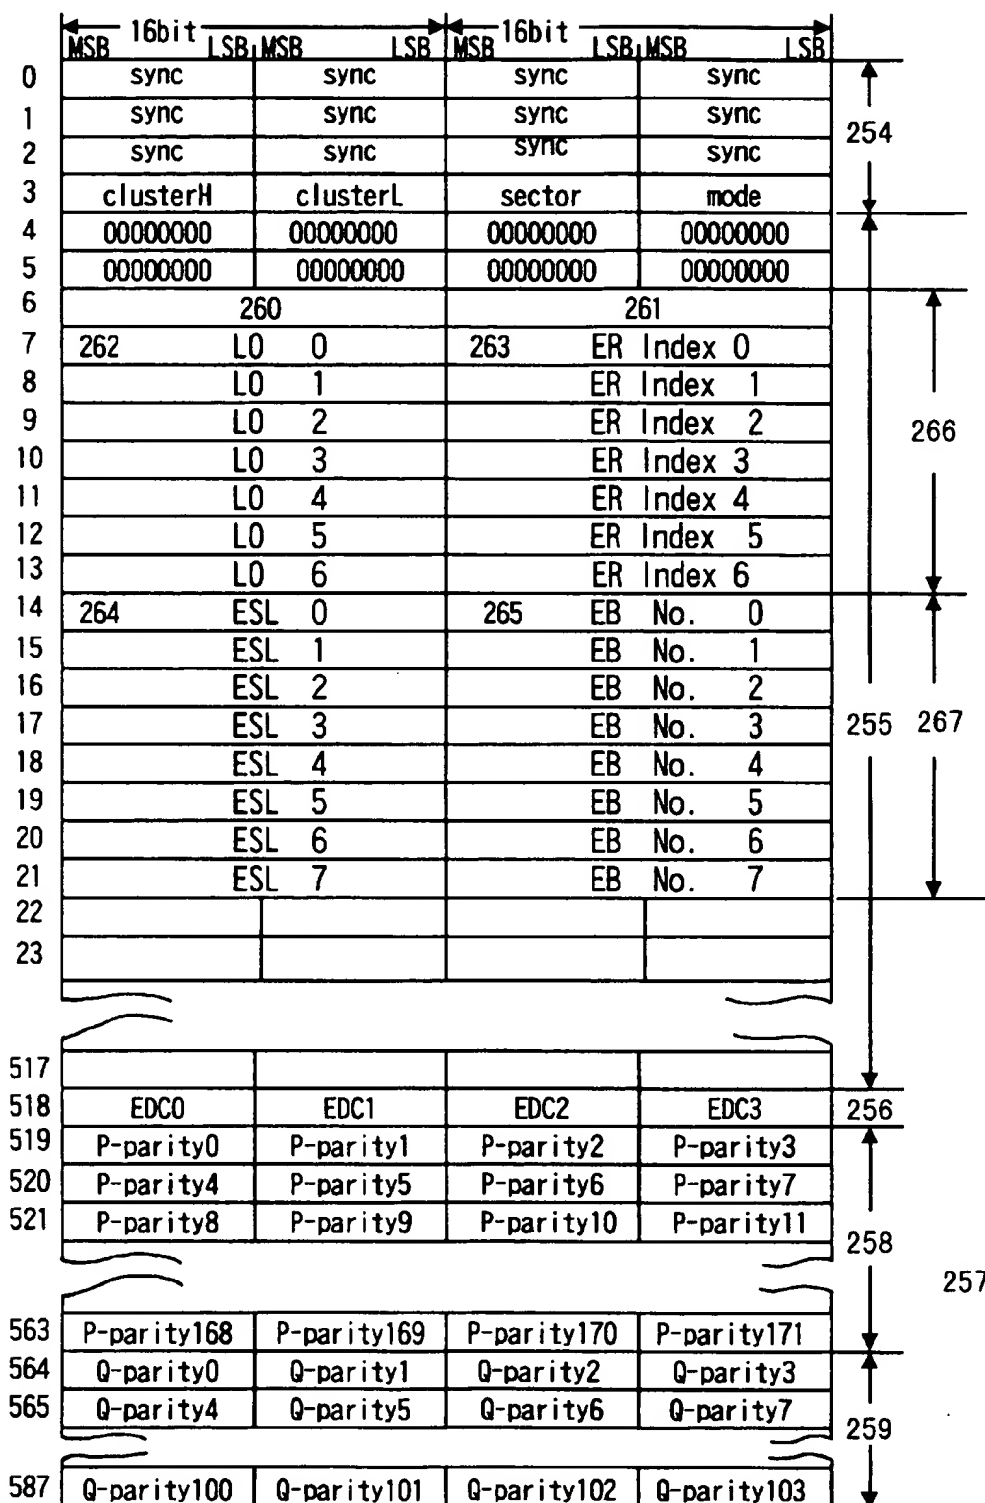 16bit 16bit
MSB LSB MSB LSB MSB LSB MSB LSB
0 sync sync sync sync
1 sync sync sync sync
254
2 sync sync sync sync
3 clusterH clusterL sector mode
4 00000000 00000000 00000000 00000000
5 00000000 00000000 00000000 00000000
6 260 261
7 262 LO 0 263 ER Index 0
8 LO 1 ER Index 1
9 LO 2 ER Index 2
266
10 LO 3 ER Index 3
11 LO 4 ER Index 4
12 LO 5 ER Index 5
13 LO 6 ER Index 6
14 264 ESL 0 265 EB No. 0
15 ESL 1 EB No. 1
16 ESL 2 EB No. 2
17 ESL 3 EB No. 3 255 267
18 ESL 4 EB No. 4
19 ESL 5 EB No. 5
20 ESL 6 EB No. 6
21 ESL 7 EB No. 7
22
23
517
518 EDC0 EDC1 EDC2 EDC3 256
519 P-parity0 P-parity1 P-parity2 P-parity3
520 P-parity4 P-parity5 P-parity6 P-parity7
521 P-parity8 P-parity9 P-parity10 P-parity11
258
257
563 P-parity168 P-parity169 P-parity170 P-parity171
564 Q-parity0 Q-parity1 Q-parity2 Q-parity3
565 Q-parity4 Q-parity5 Q-parity6 Q-parity7
259
587 Q-parity100 Q-parity101 Q-parity102 Q-parity103